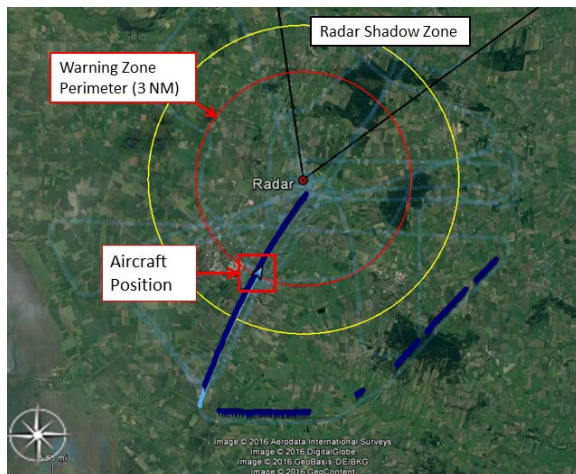 Radar Shadow Zone
Warning Zone
Perimeter (3 NM)
Radar
Aircraft
Position
Image © 2016 Aerodata International Surveys
Image © 2016 DigitalGlobe
Image © 2016 GeoBasis-DE/BKG
Image © 2016 GeoContent